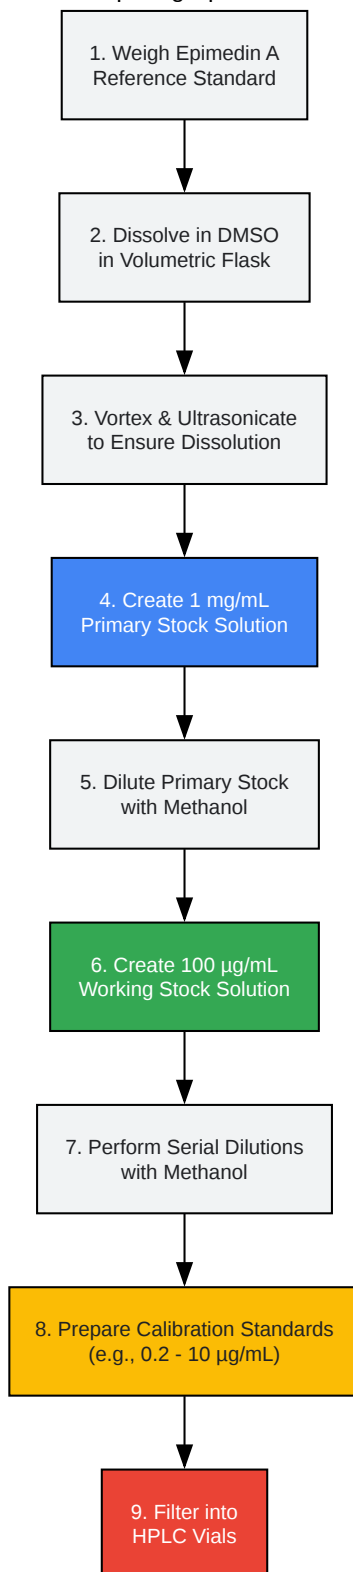 1. Weigh Epimedin A
Reference Standard
2. Dissolve in DMSO
in Volumetric Flask
3. Vortex & Ultrasonicate
to Ensure Dissolution
4. Create 1 mg/mL
Primary Stock Solution
5. Dilute Primary Stock
with Methanol
6. Create 100 µg/mL
Working Stock Solution
7. Perform Serial Dilutions
with Methanol
8. Prepare Calibration Standards
(e.g., 0.2 - 10 µg/mL)
9. Filter into
HPLC Vials